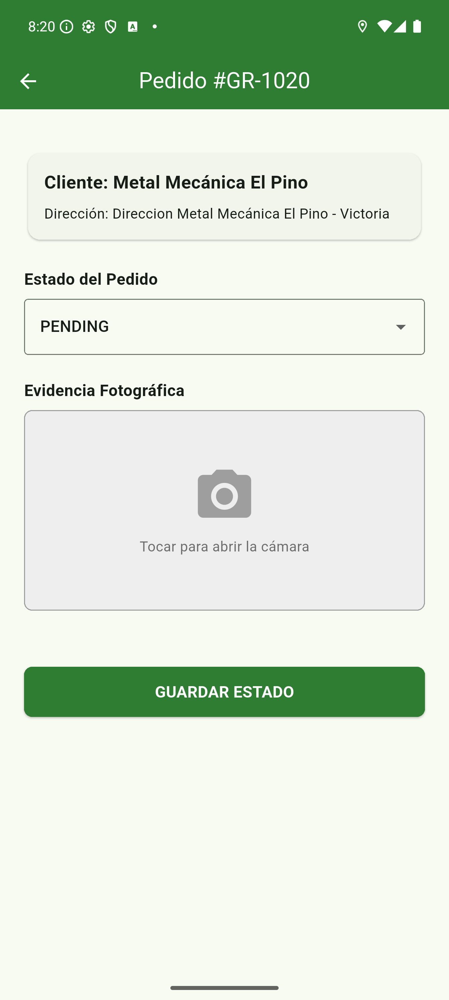 8:20
Pedido #GR-1020
Cliente: Metal Mecánica El Pino
Dirección: Direccion Metal Mecánica El Pino - Victoria
Estado del Pedido
PENDING
Evidencia Fotográfica
Tocar para abrir la cámara
GUARDAR ESTADO